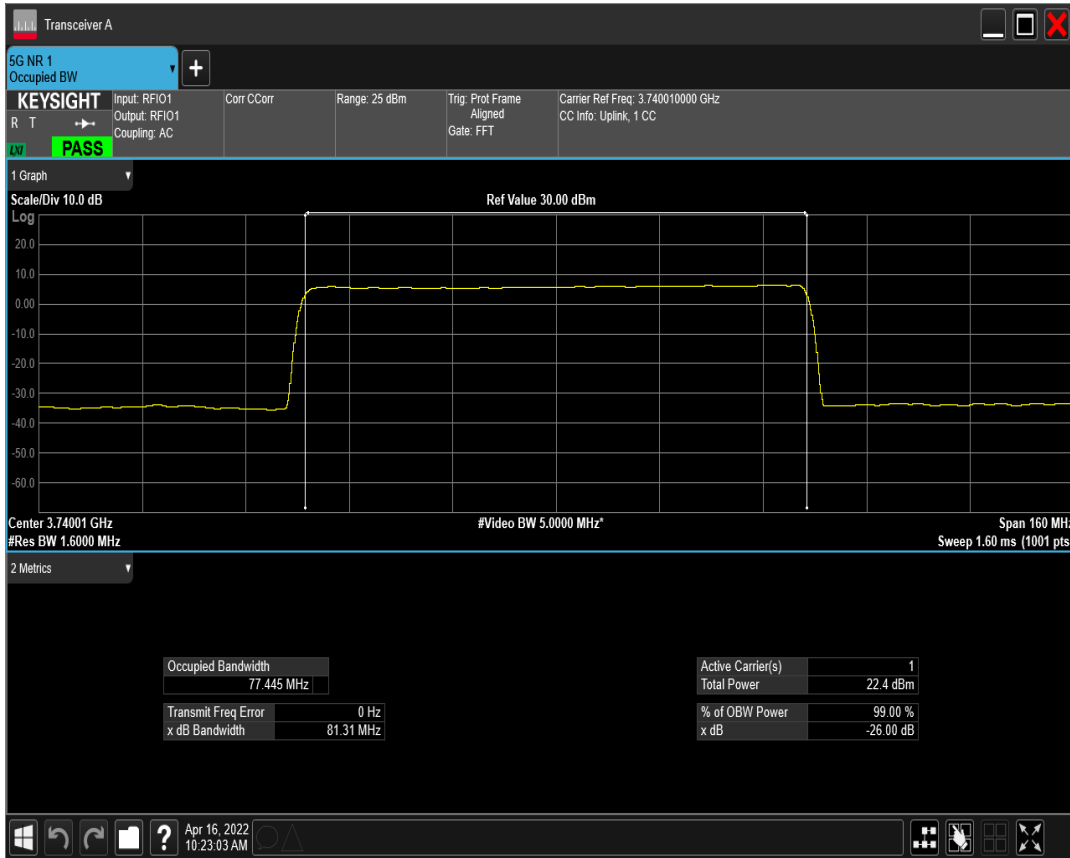 Transceiver A
5G NR 1
Occupied BW
+
KEYSIGHT
R T
LXI
PASS
Input: RFIO1
Output: RFIO1
Coupling: AC
Corr CCorr
Range: 25 dBm
Trig: Prot Frame
Aligned
Gate: FFT
Carrier Ref Freq: 3.740010000 GHz
CC Info: Uplink, 1 CC
1 Graph
Scale/Div 10.0 dB
Ref Value 30.00 dBm
Log
20.0
10.0
0.00
-10.0
-20.0
-30.0
-40.0
-50.0
-60.0
Center 3.74001 GHz
#Video BW 5.0000 MHz*
Span 160 MHz
#Res BW 1.6000 MHz
Sweep 1.60 ms (1001 pts
2 Metrics
Occupied Bandwidth
77.445 MHz
Transmit Freq Error 0 Hz
x dB Bandwidth 81.31 MHz
Active Carrier(s) 1
Total Power 22.4 dBm
% of OBW Power 99.00 %
x dB -26.00 dB
?
Apr 16, 2022
10:23:03 AM